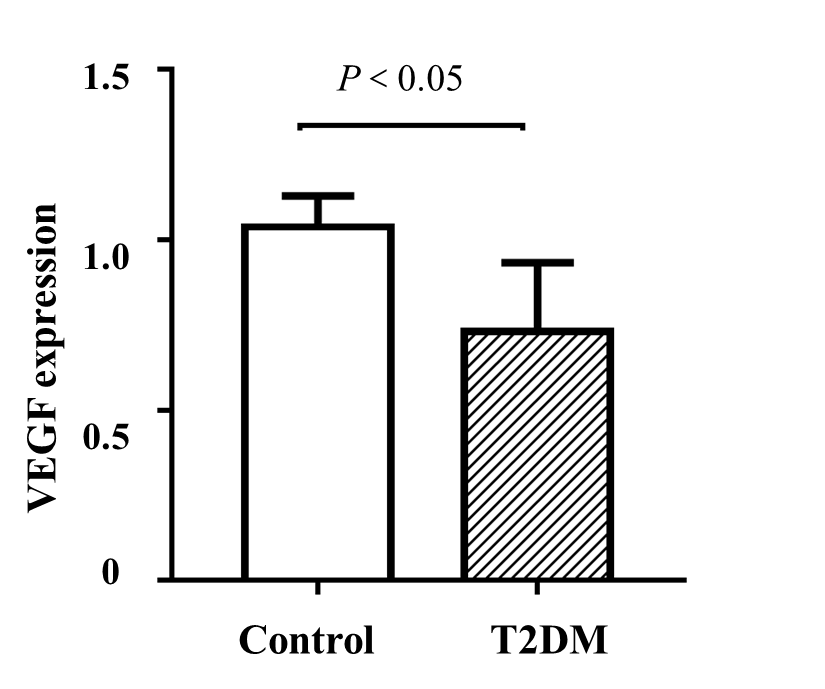 P < 0.05
1.5
1.0
0.5
0
VEGF expression
Control
T2DM